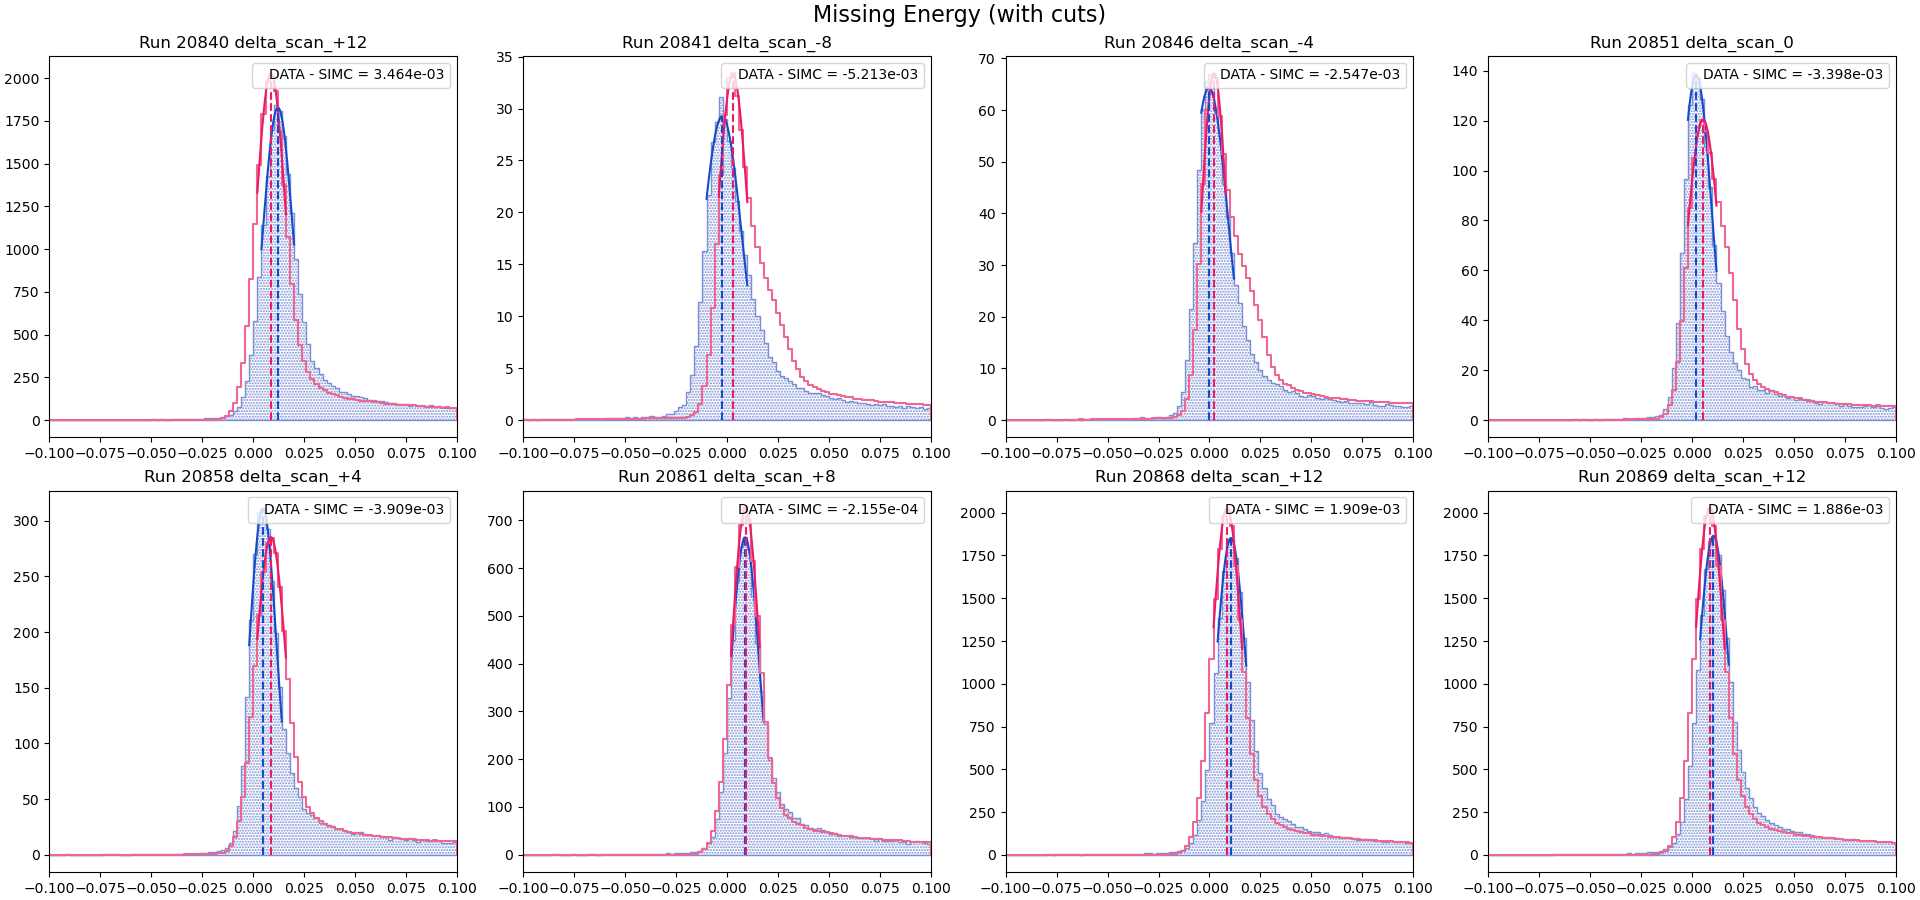 Missing Energy (with cuts)
Run 20840 delta_scan_+12
DATA - SIMC = 3.464e-03
2000
1750
1500
1250
1000
750
500
250
0
−0.100 −0.075 −0.050 −0.025 0.000 0.025 0.050 0.075 0.100
Run 20841 delta_scan_-8
DATA - SIMC = -5.213e-03
35
30
25
20
15
10
5
0
−0.100 −0.075 −0.050 −0.025 0.000 0.025 0.050 0.075 0.100
Run 20846 delta_scan_-4
DATA - SIMC = -2.547e-03
70
60
50
40
30
20
10
0
−0.100 −0.075 −0.050 −0.025 0.000 0.025 0.050 0.075 0.100
Run 20851 delta_scan_0
DATA - SIMC = -3.398e-03
140
120
100
80
60
40
20
0
−0.100 −0.075 −0.050 −0.025 0.000 0.025 0.050 0.075 0.100
Run 20858 delta_scan_+4
DATA - SIMC = -3.909e-03
300
250
200
150
100
50
0
−0.100 −0.075 −0.050 −0.025 0.000 0.025 0.050 0.075 0.100
Run 20861 delta_scan_+8
DATA - SIMC = -2.155e-04
700
600
500
400
300
200
100
0
−0.100 −0.075 −0.050 −0.025 0.000 0.025 0.050 0.075 0.100
Run 20868 delta_scan_+12
DATA - SIMC = 1.909e-03
2000
1750
1500
1250
1000
750
500
250
0
−0.100 −0.075 −0.050 −0.025 0.000 0.025 0.050 0.075 0.100
Run 20869 delta_scan_+12
DATA - SIMC = 1.886e-03
2000
1750
1500
1250
1000
750
500
250
0
−0.100 −0.075 −0.050 −0.025 0.000 0.025 0.050 0.075 0.100